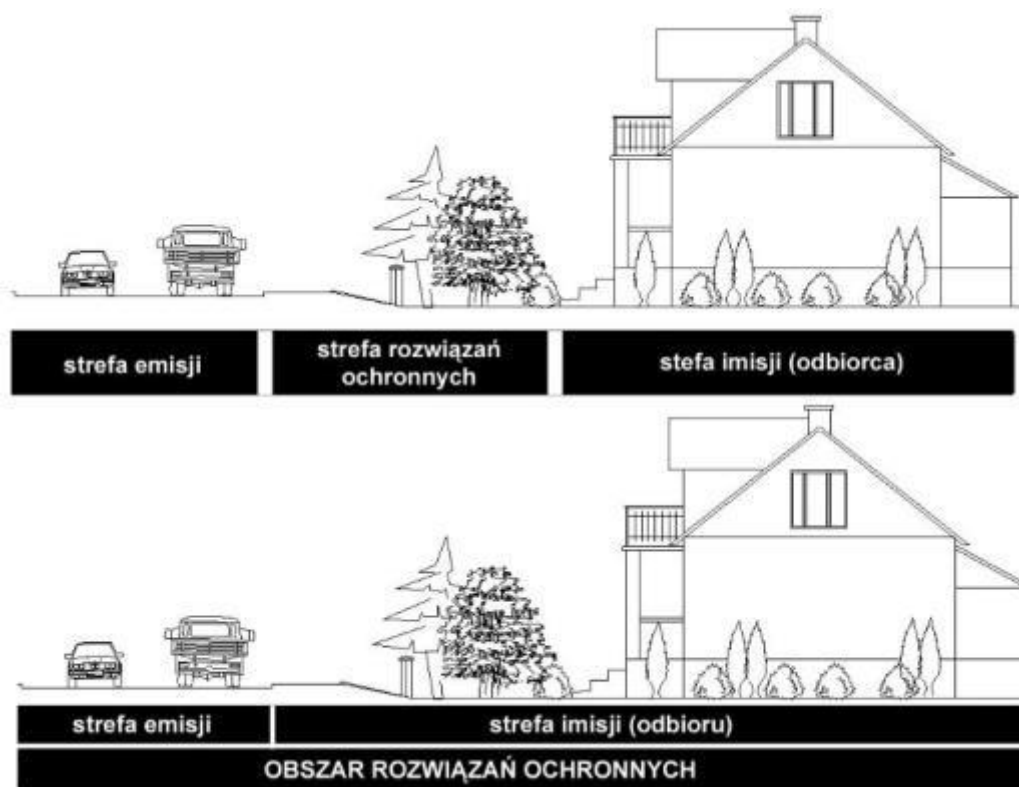 strefa emisji
strefa rozwiązań
ochronnych
stefa imisji (odbiorca)
strefa emisji
strefa imisji (odbioru)
OBSZAR ROZWIĄZAŃ OCHRONNYCH